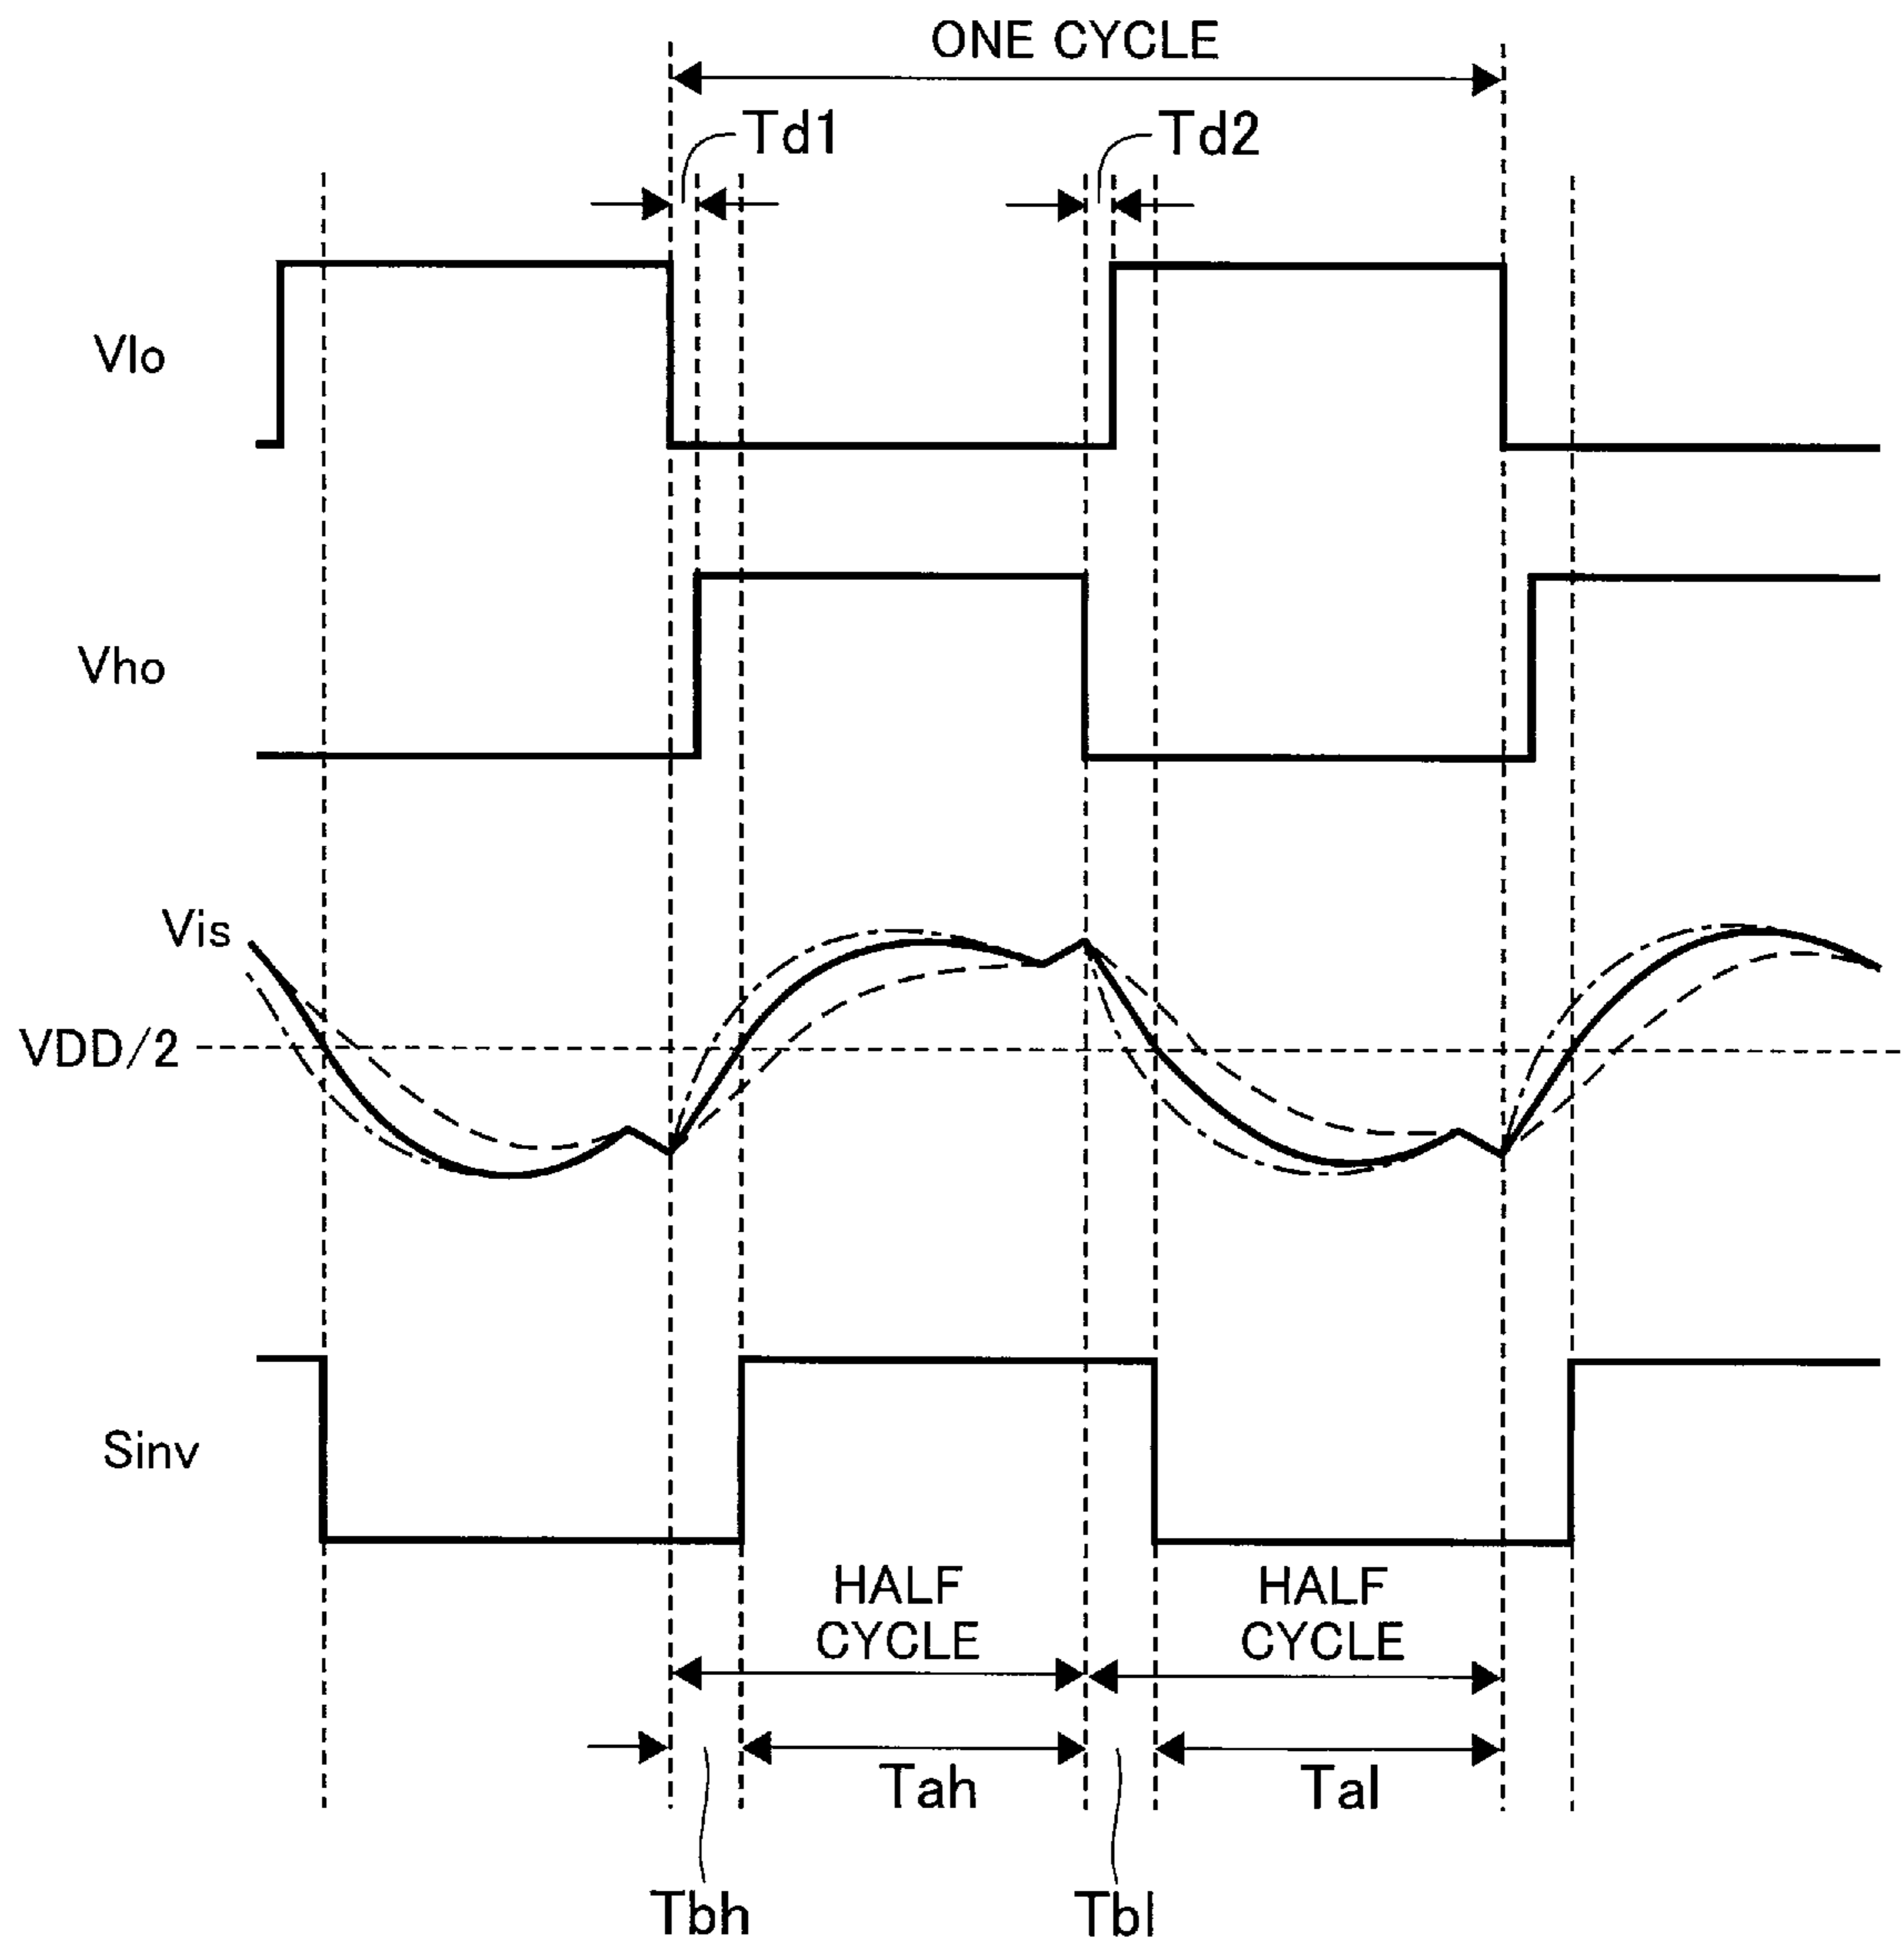 ONE CYCLE
Td1
Td2
Vlo
Vho
Vis
VDD/2
Sinv
HALF
CYCLE
HALF
CYCLE
Tah
Tal
Tbh
Tbl